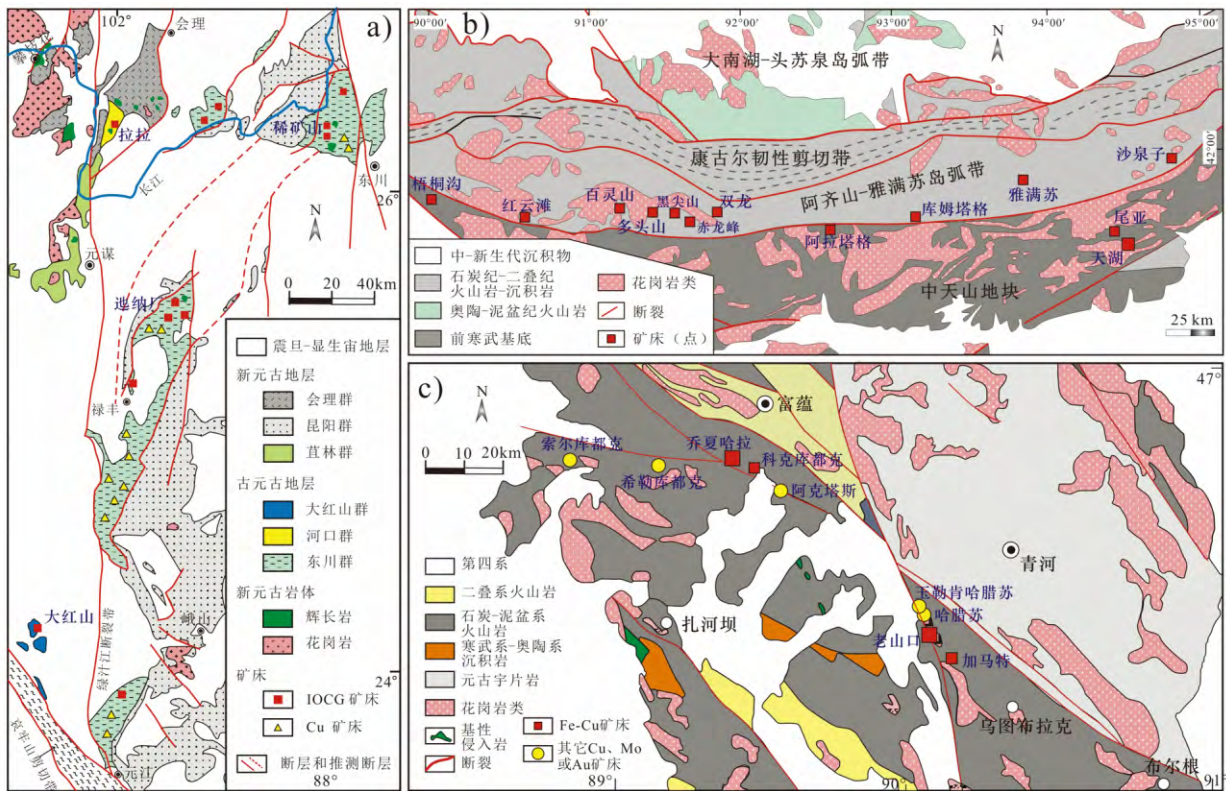 a)
102°
会理
拉拉
稀矿山
东川
长江
26°
N
元谋
0 20 40km
迤纳厂
禄丰
大红山
绿汁江断裂带
峨山
24°
哀牢山剪切带
元江
88°
震旦-显生宙地层
新元古地层
会理群
昆阳群
苴林群
古元古地层
大红山群
河口群
东川群
新元古岩体
辉长岩
花岗岩
矿床
IOCG 矿床
Cu 矿床
断层和推测断层
b)
90°00′
91°00′
92°00′
93°00′
94°00′
95°00′
42°00′
N
大南湖-头苏泉岛弧带
康古尔韧性剪切带
阿齐山-雅满苏岛弧带
中天山地块
梧桐沟
红云滩
百灵山
多头山
黑尖山
赤龙峰
双龙
阿拉塔格
库姆塔格
雅满苏
沙泉子
尾亚
天湖
25 km
中-新生代沉积物
石炭纪-二叠纪
火山岩-沉积岩
奥陶-泥盆纪火山岩
前寒武基底
花岗岩类
断裂
矿床（点）
c)
N
47°
0 10 20km
富蕴
索尔库都克
希勒库都克
乔夏哈拉
科克库都克
阿克塔斯
青河
玉勒肯哈腊苏
哈腊苏
老山口
加马特
扎河坝
乌图布拉克
布尔根
89°
90°
91°
第四系
二叠系火山岩
石炭-泥盆系
火山岩
寒武系-奥陶系
沉积岩
元古宇片岩
花岗岩类
基性
侵入岩
断裂
Fe-Cu矿床
其它Cu、Mo
或Au矿床